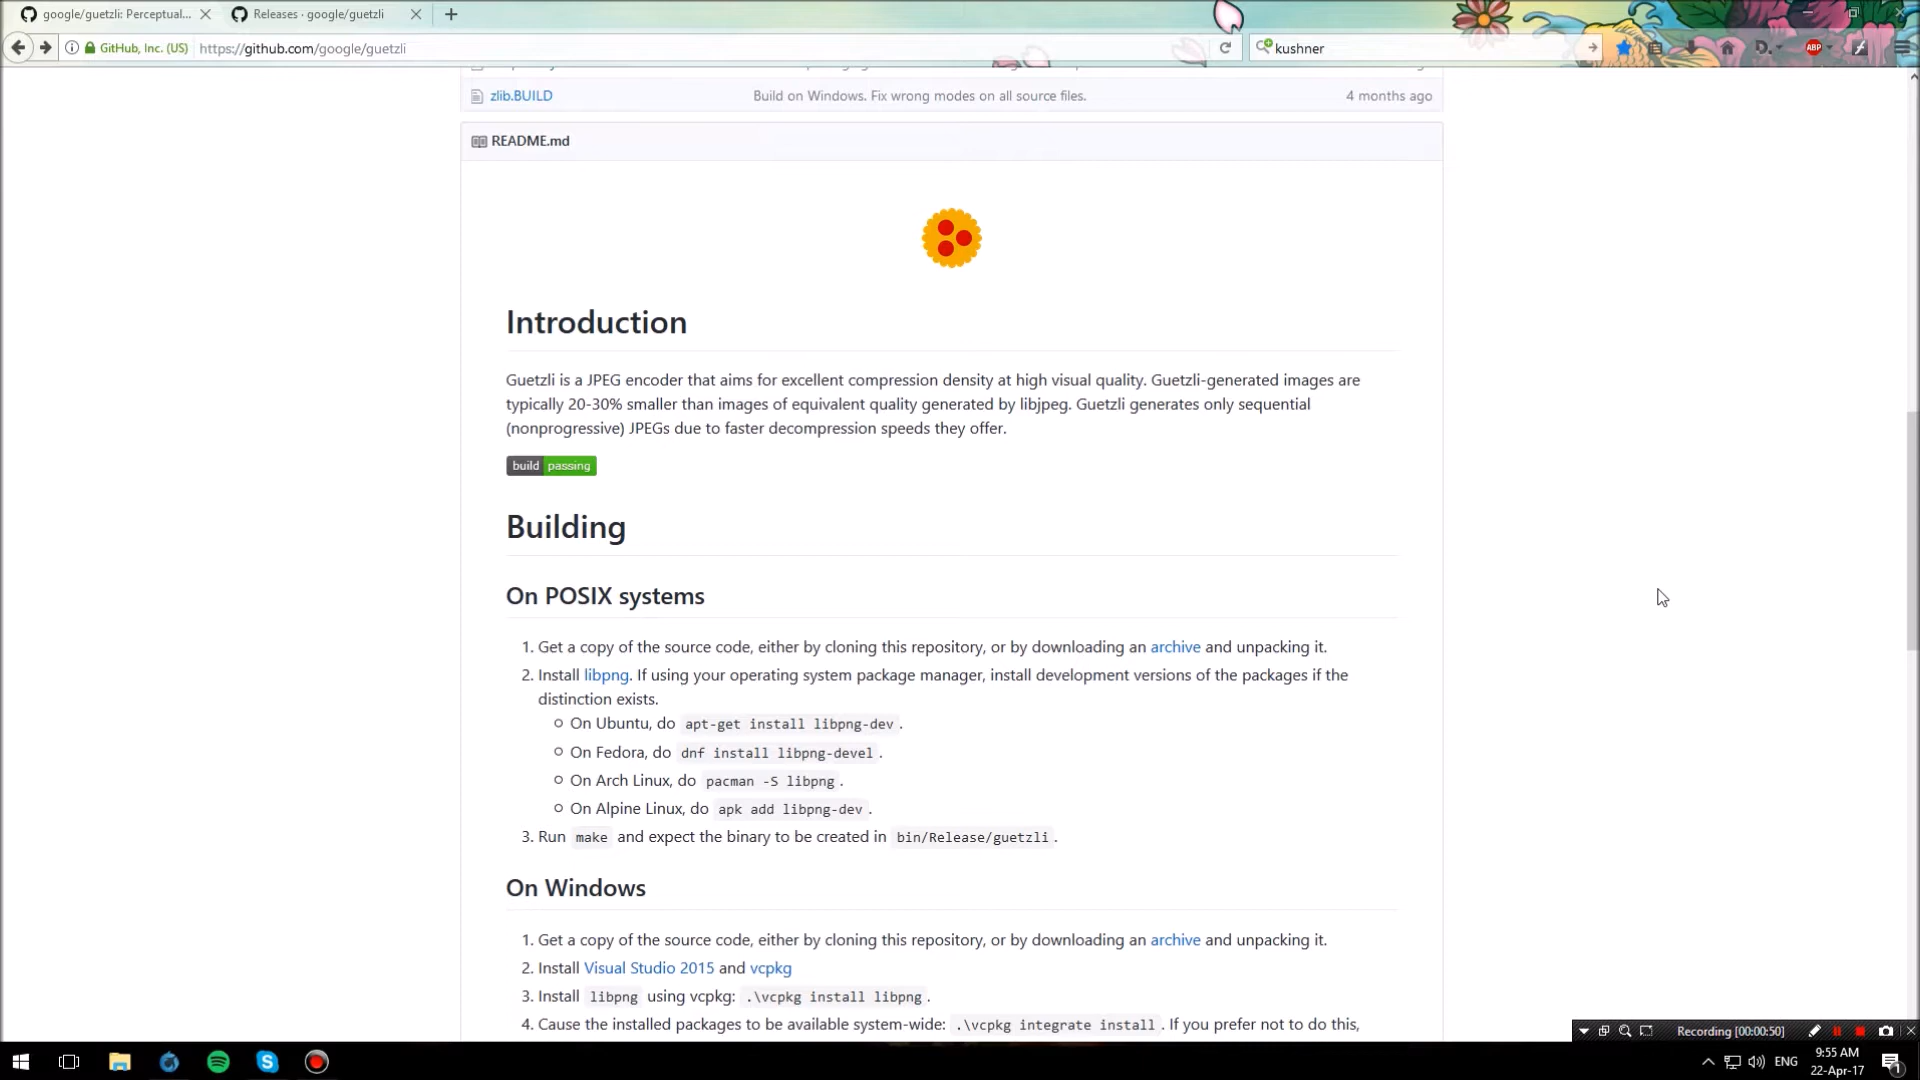 google/guetzli: Perceptual...
Releases · google/guetzli
GitHub, Inc. (US)
https://github.com/google/guetzli
kushner
D.
ABP
zlib.BUILD
Build on Windows. Fix wrong modes on all source files.
4 months ago
README.md
Introduction
Guetzli is a JPEG encoder that aims for excellent compression density at high visual quality. Guetzli-generated images are
typically 20-30% smaller than images of equivalent quality generated by libjpeg. Guetzli generates only sequential
(nonprogressive) JPEGs due to faster decompression speeds they offer.
build passing
Building
On POSIX systems
1. Get a copy of the source code, either by cloning this repository, or by downloading an archive and unpacking it.
2. Install libpng. If using your operating system package manager, install development versions of the packages if the
distinction exists.
On Ubuntu, do apt-get install libpng-dev .
On Fedora, do dnf install libpng-devel .
On Arch Linux, do pacman -S libpng .
On Alpine Linux, do apk add libpng-dev .
3. Run make and expect the binary to be created in bin/Release/guetzli .
On Windows
1. Get a copy of the source code, either by cloning this repository, or by downloading an archive and unpacking it.
2. Install Visual Studio 2015 and vcpkg
3. Install libpng using vcpkg: .\vcpkg install libpng .
4. Cause the installed packages to be available system-wide: .\vcpkg integrate install . If you prefer not to do this,
Recording [00:00:50]
ENG
9:55 AM
22-Apr-17
1